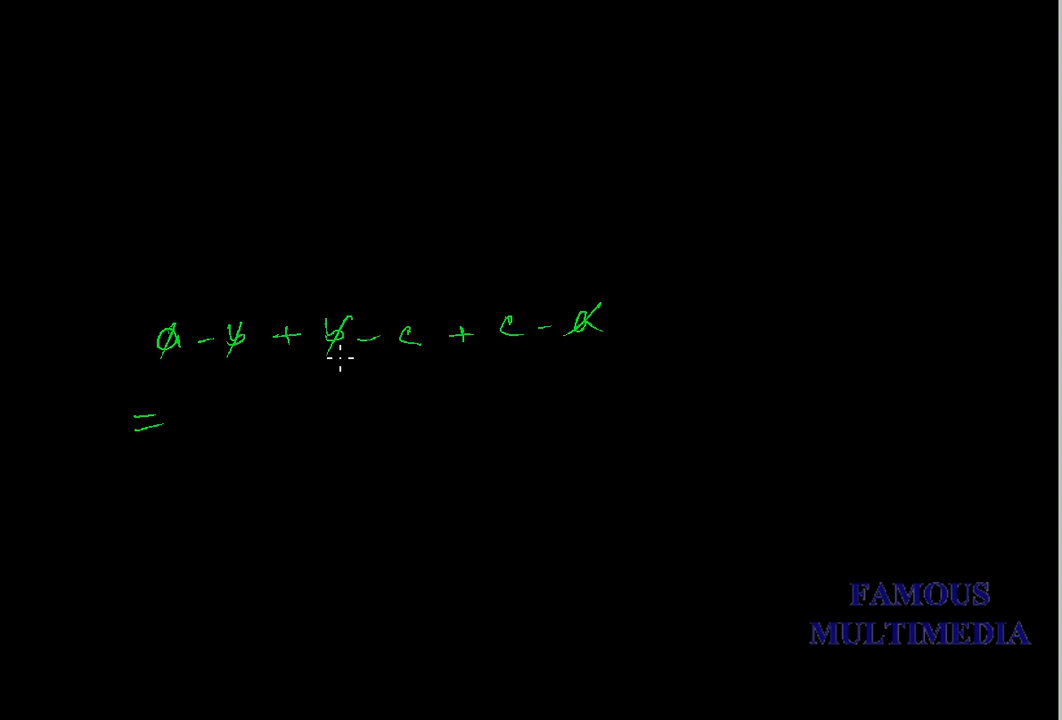 a - b + b - c + c - a
=
FAMOUS
MULTIMEDIA